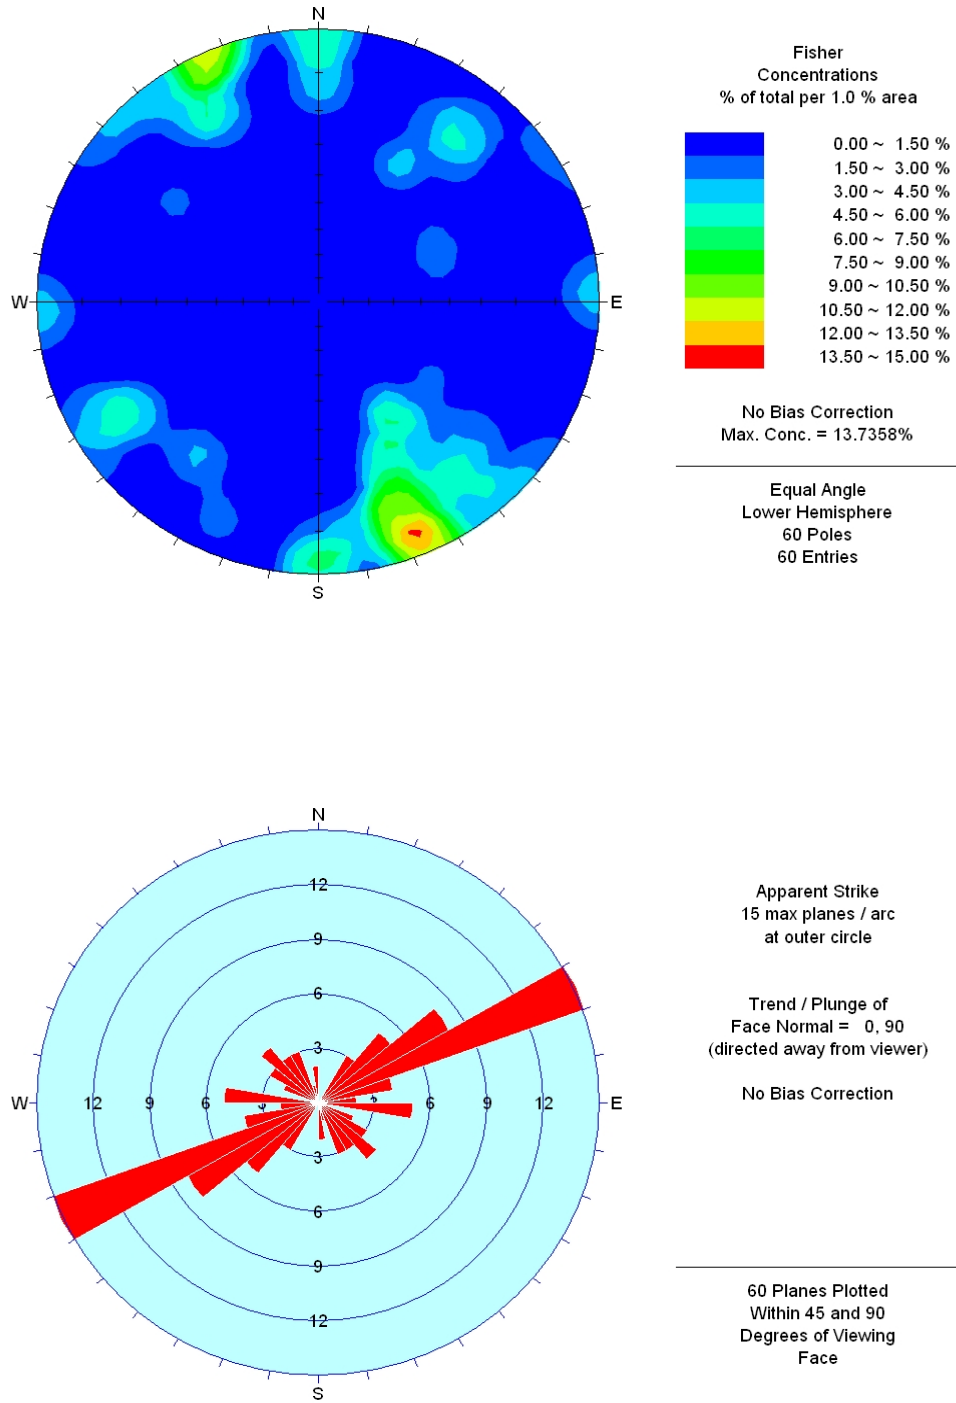 N
W
E
S
Fisher
Concentrations
% of total per 1.0 % area
0.00 ~ 1.50 %
1.50 ~ 3.00 %
3.00 ~ 4.50 %
4.50 ~ 6.00 %
6.00 ~ 7.50 %
7.50 ~ 9.00 %
9.00 ~ 10.50 %
10.50 ~ 12.00 %
12.00 ~ 13.50 %
13.50 ~ 15.00 %
No Bias Correction
Max. Conc. = 13.7358%
Equal Angle
Lower Hemisphere
60 Poles
60 Entries
N
12
9
6
3
W 12 9 6 6 9 12 E
3
6
9
12
S
Apparent Strike
15 max planes / arc
at outer circle
Trend / Plunge of
Face Normal = 0, 90
(directed away from viewer)
No Bias Correction
60 Planes Plotted
Within 45 and 90
Degrees of Viewing
Face